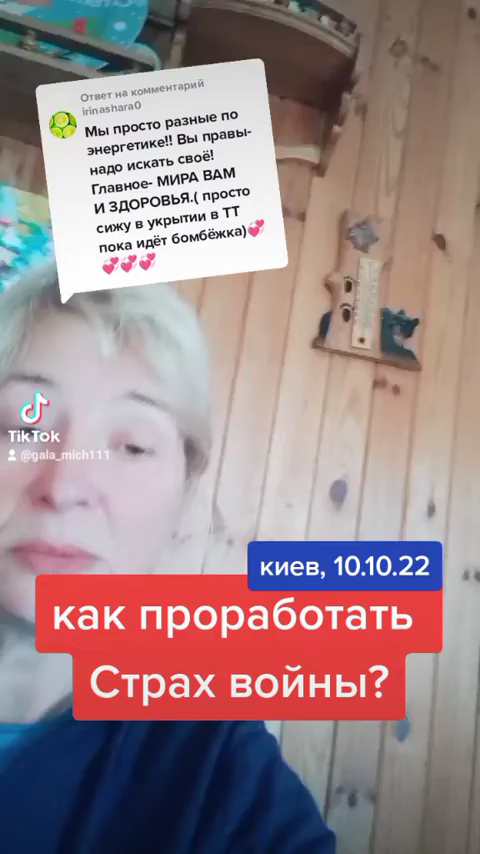 Ответ на комментарий
irinashara0
Мы просто разные по
энергетике!! Вы правы-
надо искать своё!
Главное- МИРА ВАМ
И ЗДОРОВЬЯ.( просто
сижу в укрытии в ТТ
пока идёт бомбёжка)💞
💞💞💞
TikTok
@gala_mich111
киев, 10.10.22
как проработать
Страх войны?